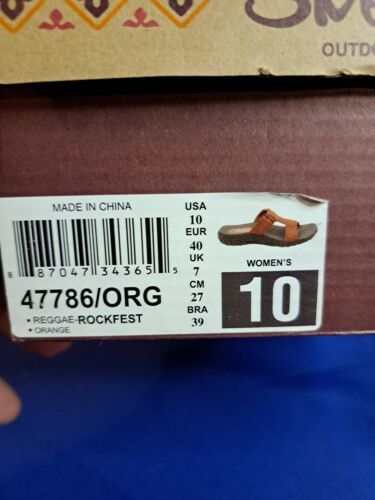 OUTDO
MADE IN CHINA
8 87047 34365 5
47786/ORG
• REGGAE-ROCKFEST
• ORANGE
USA
10
EUR
40
UK
7
CM
27
BRA
39
WOMEN'S
10